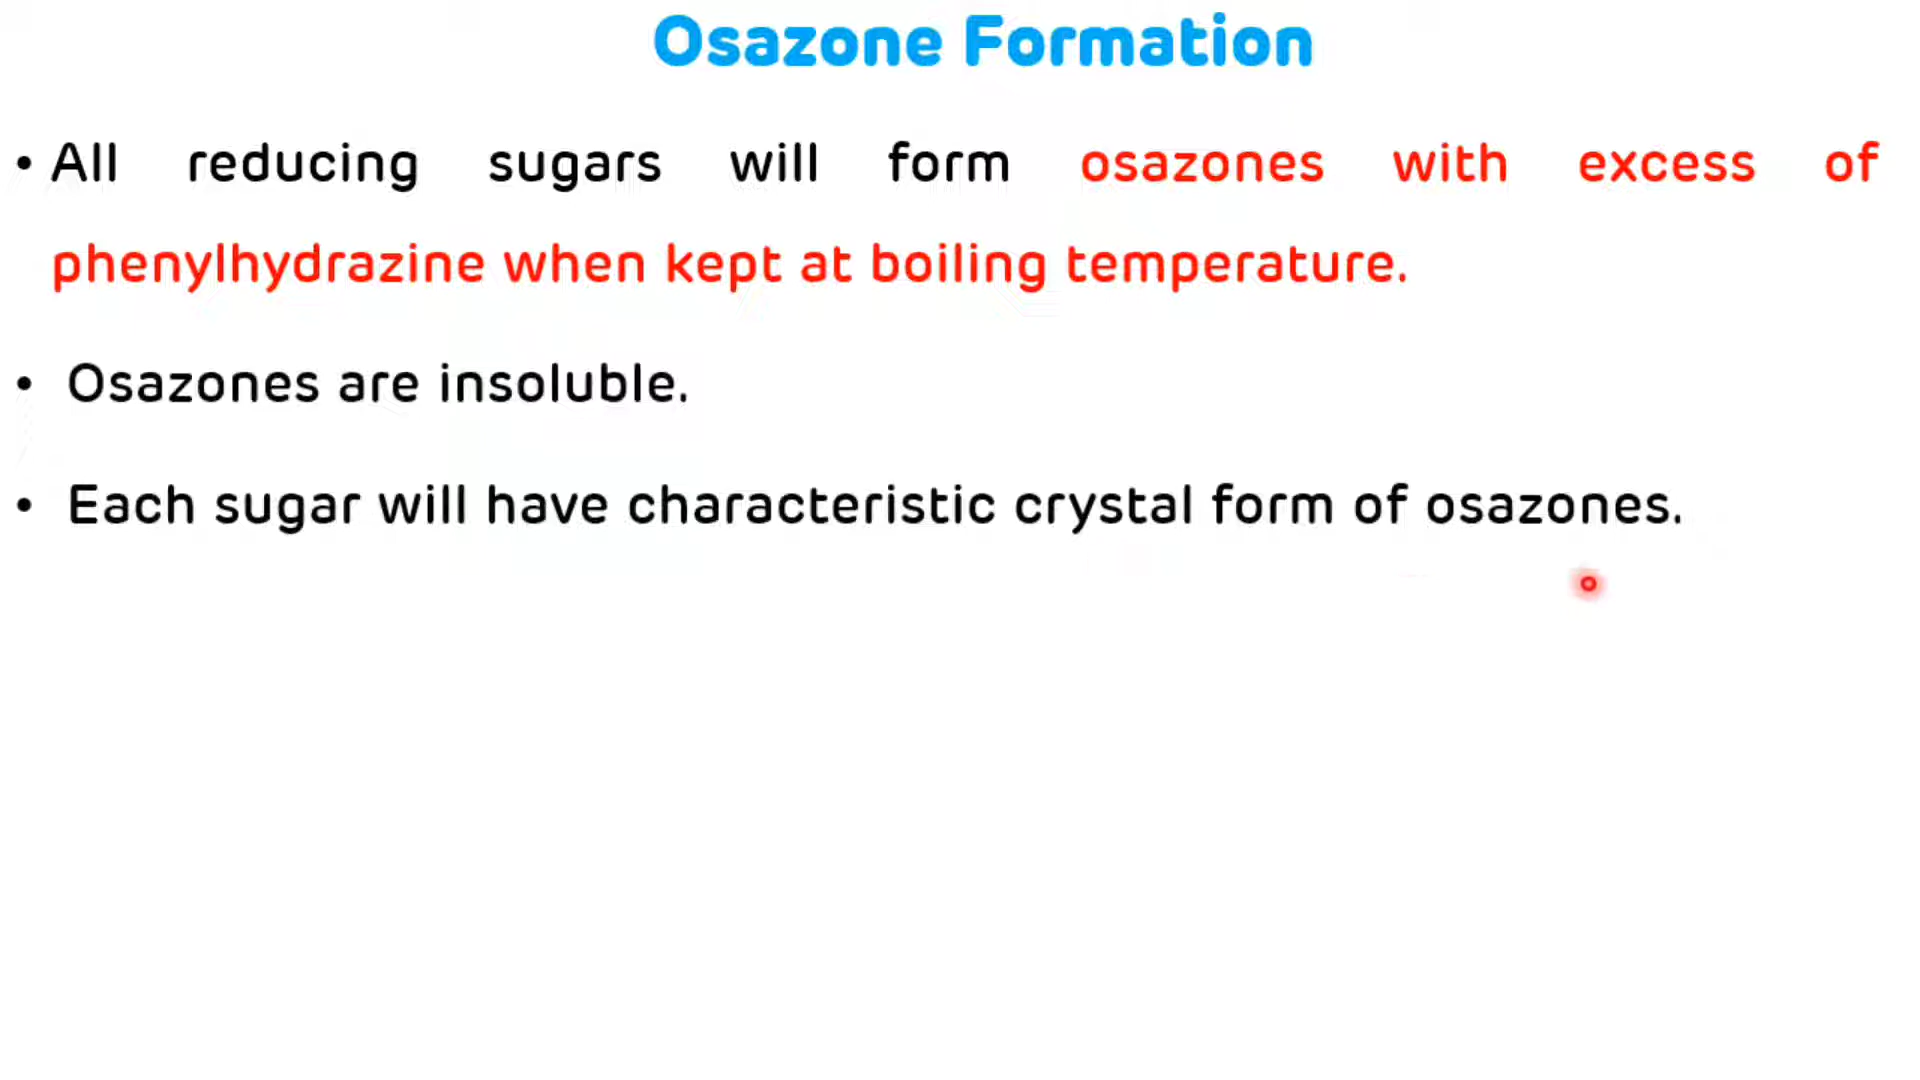 Osazone Formation
• All reducing sugars will form osazones with excess of
phenylhydrazine when kept at boiling temperature.
• Osazones are insoluble.
• Each sugar will have characteristic crystal form of osazones.